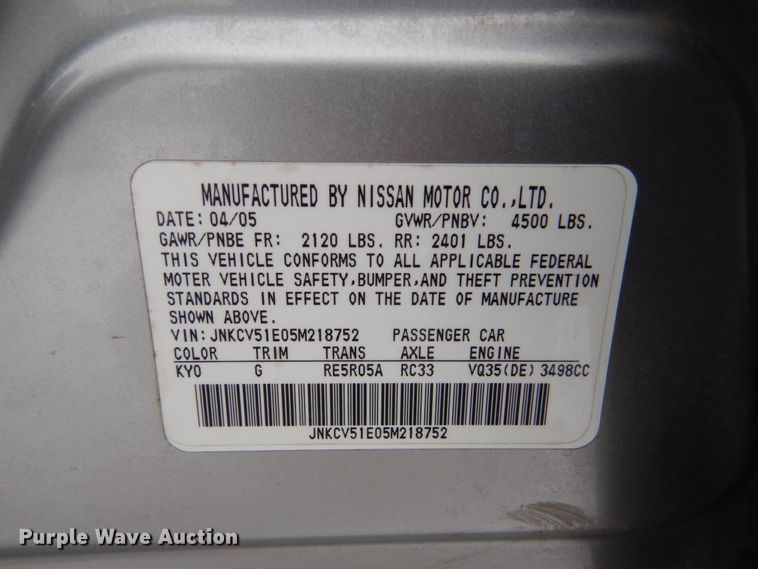 MANUFACTURED BY NISSAN MOTOR CO.,LTD.
DATE: 04/05 GVWR/PNBV: 4500 LBS.
GAWR/PNBE FR: 2120 LBS. RR: 2401 LBS.
THIS VEHICLE CONFORMS TO ALL APPLICABLE FEDERAL
MOTER VEHICLE SAFETY,BUMPER,AND THEFT PREVENTION
STANDARDS IN EFFECT ON THE DATE OF MANUFACTURE
SHOWN ABOVE.
VIN:JNKCV51E05M218752 PASSENGER CAR
COLOR TRIM TRANS AXLE ENGINE
KY0 G RE5R05A RC33 VQ35(DE) 3498CC
JNKCV51E05M218752
Purple Wave Auction